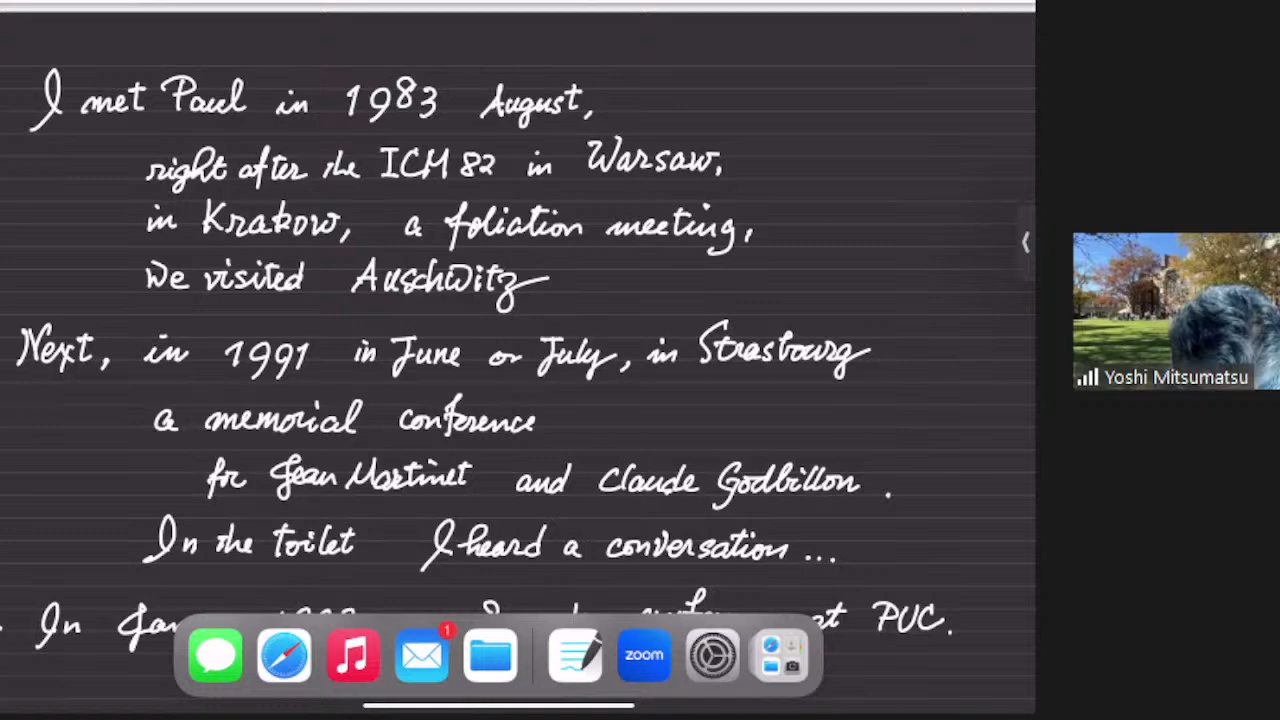 I met Paul in 1983 August,
right after the ICM 82 in Warsaw,
in Krakow, a foliation meeting,
We visited Auschwitz
Next, in 1991 in June or July, in Strasbourg
a memorial conference
for Jean Martinet and Claude Godbillon.
In the toilet I heard a conversation...
In at PUC.
1
zoom
Yoshi Mitsumatsu